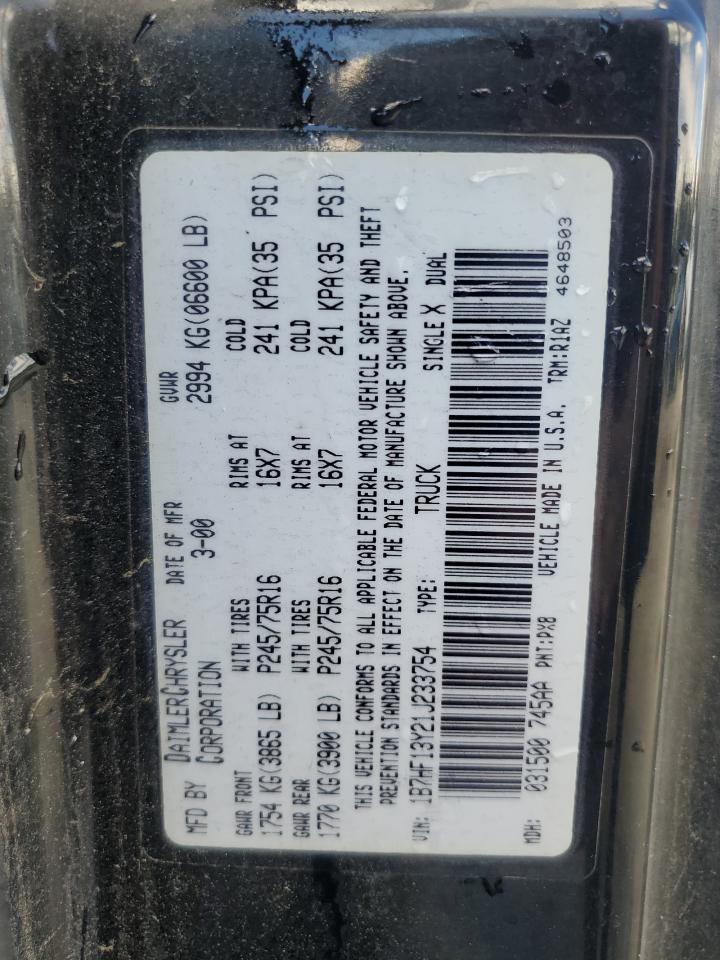 MFD BY DAIMLERCHRYSLER CORPORATION DATE OF MFR 3-00 GVWR 2994 KG(06600 LB)
GAWR FRONT WITH TIRES RIMS AT COLD
1754 KG(3865 LB) P245/75R16 16X7 241 KPA(35 PSI)
GAWR REAR WITH TIRES RIMS AT COLD
1770 KG(3900 LB) P245/75R16 16X7 241 KPA(35 PSI)
THIS VEHICLE CONFORMS TO ALL APPLICABLE FEDERAL MOTOR VEHICLE SAFETY AND THEFT
PREVENTION STANDARDS IN EFFECT ON THE DATE OF MANUFACTURE SHOWN ABOVE.
VIN: 1B7HF13Y21J233754 TYPE: TRUCK SINGLE X DUAL
MDH: 031500 745AA PNT:PX8 VEHICLE MADE IN U.S.A. TRM:R1AZ 4648503